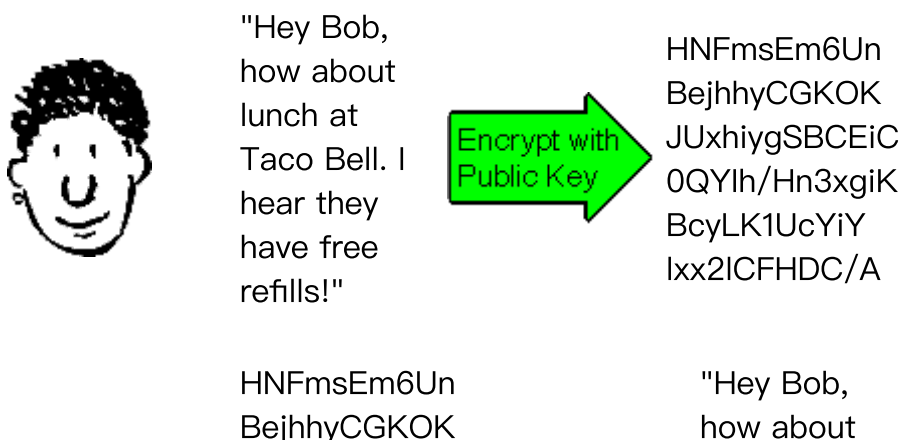 "Hey Bob,
how about
lunch at
Taco Bell. I
hear they
have free
refills!"
Encrypt with
Public Key
HNFmsEm6Un
BejhhyCGKOK
JUxhiygSBCEiC
0QYlh/Hn3xgiK
BcyLK1UcYiY
lxx2lCFHDC/A
HNFmsEm6Un
BejhhyCGKOK
"Hey Bob,
how about